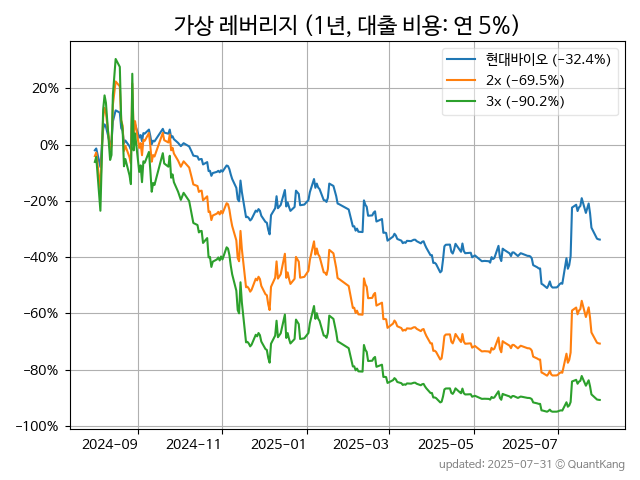 가상 레버리지 (1년, 대출 비용: 연 5%)
현대바이오 (−32.4%)
2x (−69.5%)
3x (−90.2%)
20%
0%
−20%
−40%
−60%
−80%
−100%
2024-09 2024-11 2025-01 2025-03 2025-05 2025-07
updated: 2025-07-31 © QuantKang